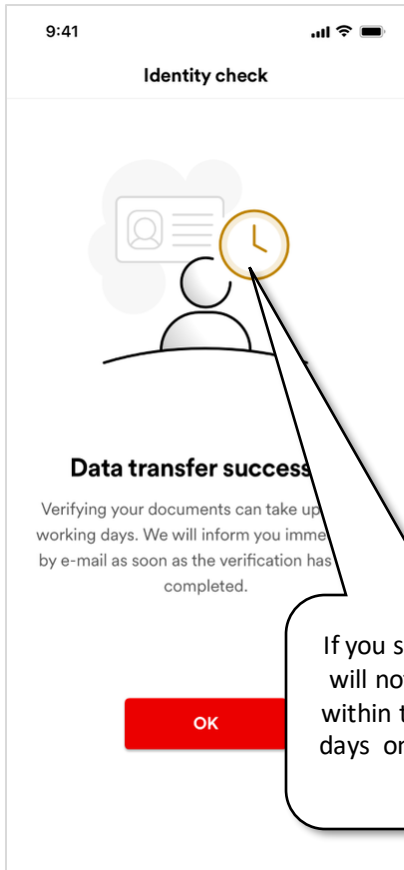 9:41
Identity check
Data transfer success
Verifying your documents can take up
working days. We will inform you imme
by e-mail as soon as the verification has
completed.
If you s
will no
within t
days or
OK